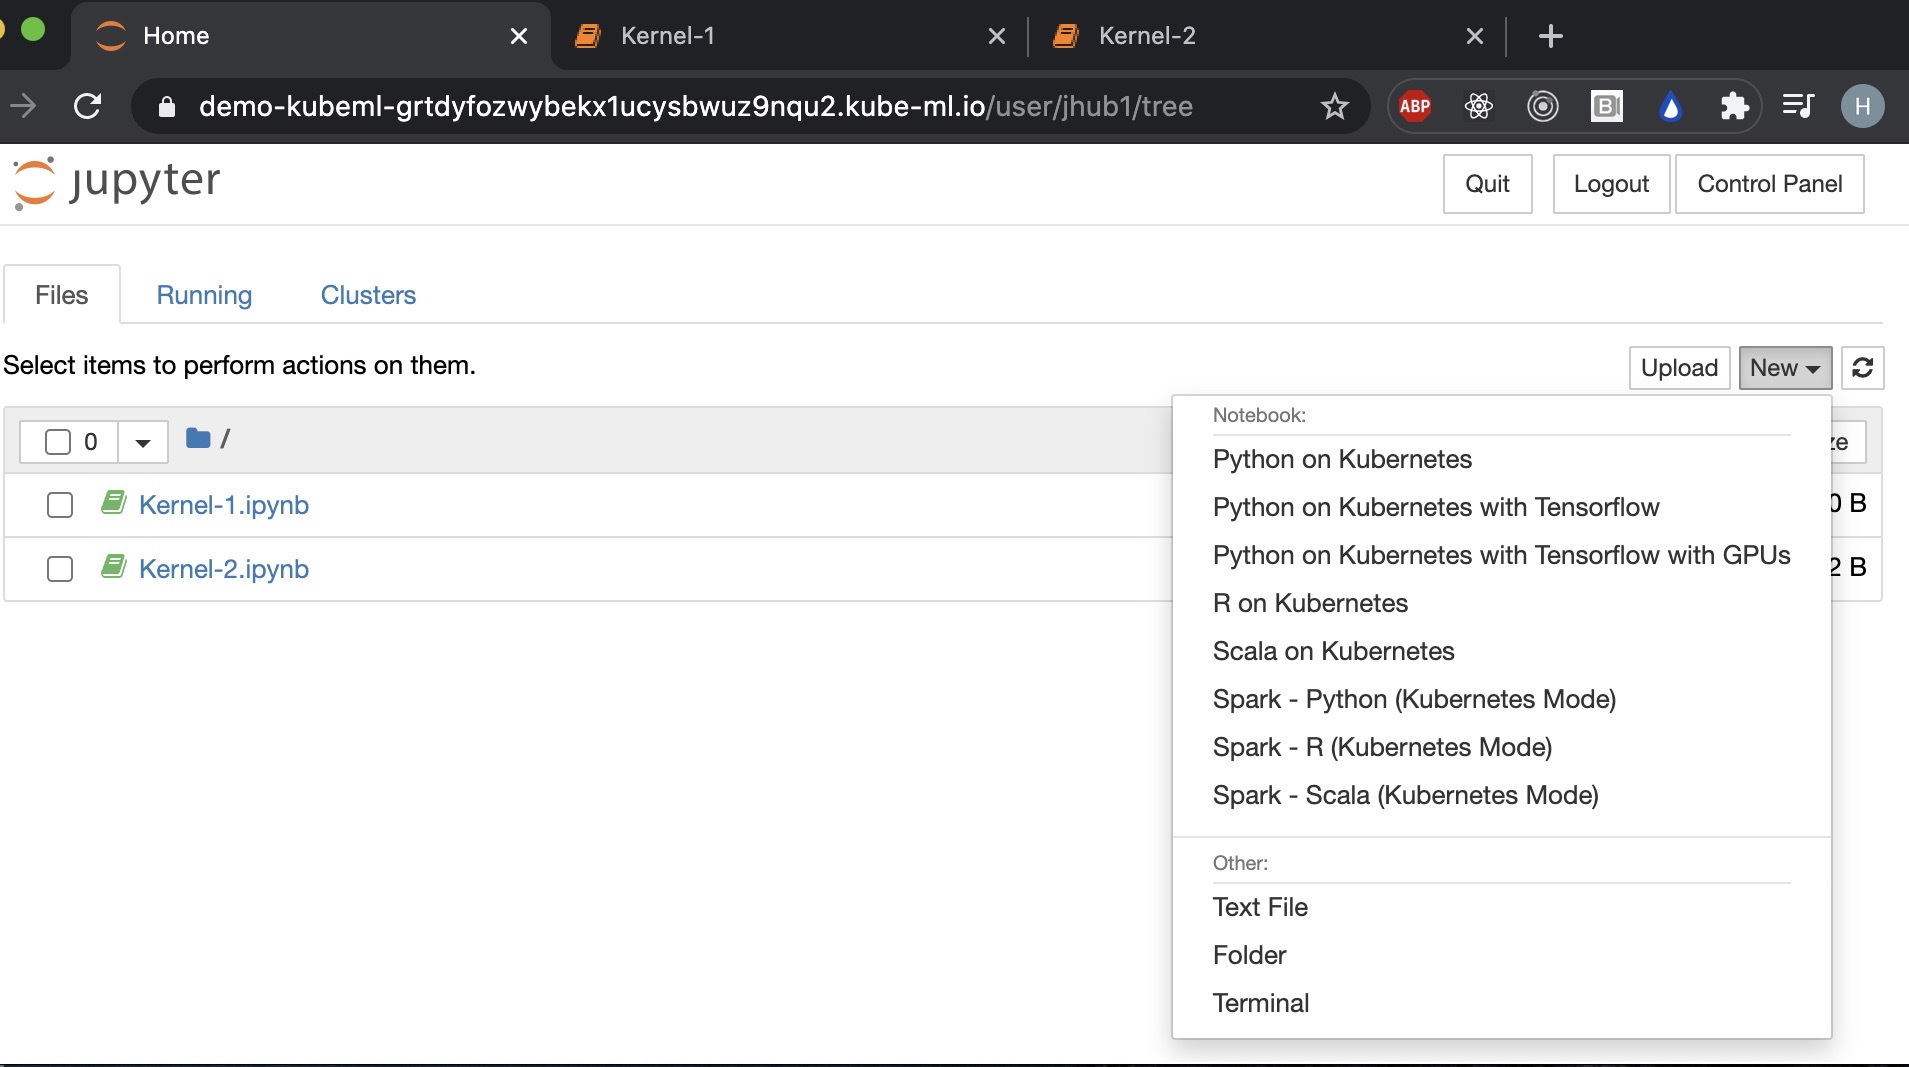 Home
Kernel-1
Kernel-2
demo-kubeml-grtdyfozwybekx1ucysbwuz9nqu2.kube-ml.io/user/jhub1/tree
ABP
B
H
jupyter
Quit
Logout
Control Panel
Files
Running
Clusters
Select items to perform actions on them.
Upload
New
0
/
Kernel-1.ipynb
0 B
Kernel-2.ipynb
2 B
Notebook:
Python on Kubernetes
Python on Kubernetes with Tensorflow
Python on Kubernetes with Tensorflow with GPUs
R on Kubernetes
Scala on Kubernetes
Spark - Python (Kubernetes Mode)
Spark - R (Kubernetes Mode)
Spark - Scala (Kubernetes Mode)
Other:
Text File
Folder
Terminal